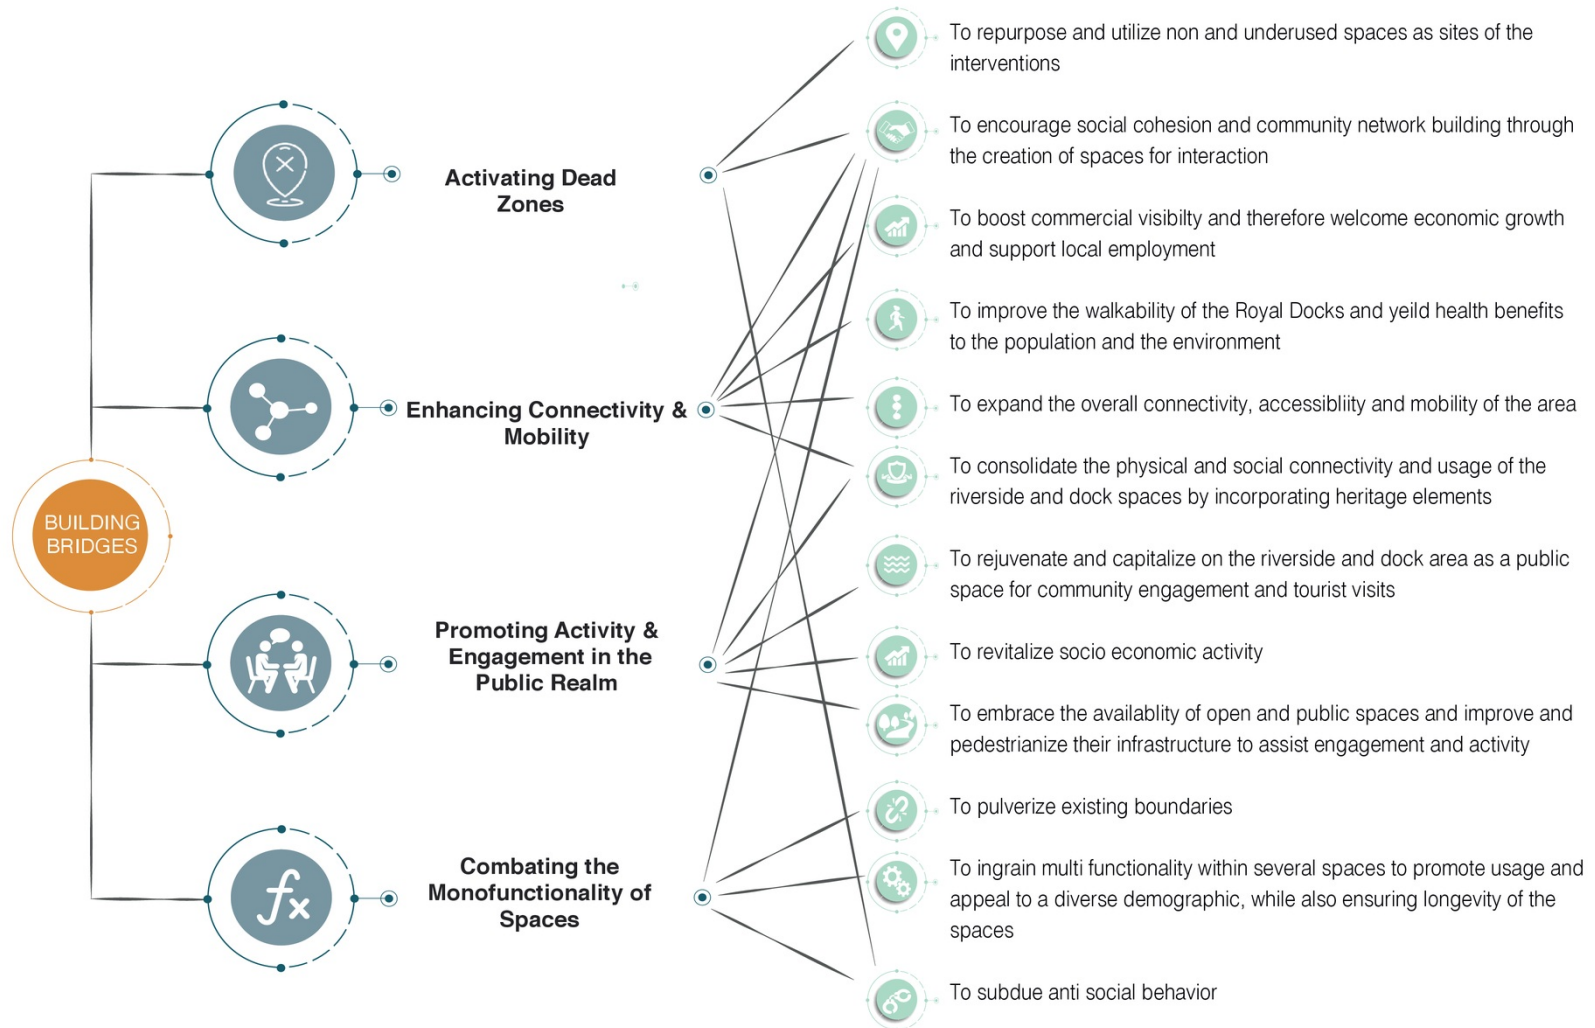 BUILDING
BRIDGES
Activating Dead
Zones
Enhancing Connectivity &
Mobility
Promoting Activity &
Engagement in the
Public Realm
Combating the
Monofunctionality of
Spaces
To repurpose and utilize non and underused spaces as sites of the
interventions
To encourage social cohesion and community network building through
the creation of spaces for interaction
To boost commercial visibilty and therefore welcome economic growth
and support local employment
To improve the walkability of the Royal Docks and yeild health benefits
to the population and the environment
To expand the overall connectivity, accessibliity and mobility of the area
To consolidate the physical and social connectivity and usage of the
riverside and dock spaces by incorporating heritage elements
To rejuvenate and capitalize on the riverside and dock area as a public
space for community engagement and tourist visits
To revitalize socio economic activity
To embrace the availablity of open and public spaces and improve and
pedestrianize their infrastructure to assist engagement and activity
To pulverize existing boundaries
To ingrain multi functionality within several spaces to promote usage and
appeal to a diverse demographic, while also ensuring longevity of the
spaces
To subdue anti social behavior
fx